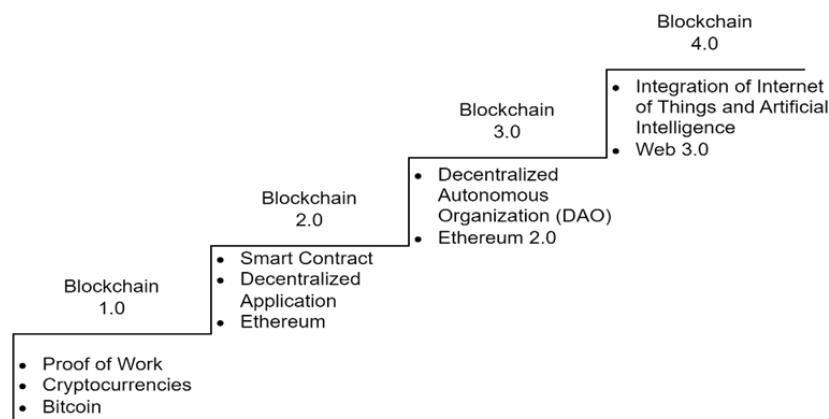 Blockchain
4.0
• Integration of Internet
of Things and Artificial
Intelligence
• Web 3.0
Blockchain
3.0
• Decentralized
Autonomous
Organization (DAO)
• Ethereum 2.0
Blockchain
2.0
• Smart Contract
• Decentralized
Application
• Ethereum
Blockchain
1.0
• Proof of Work
• Cryptocurrencies
• Bitcoin